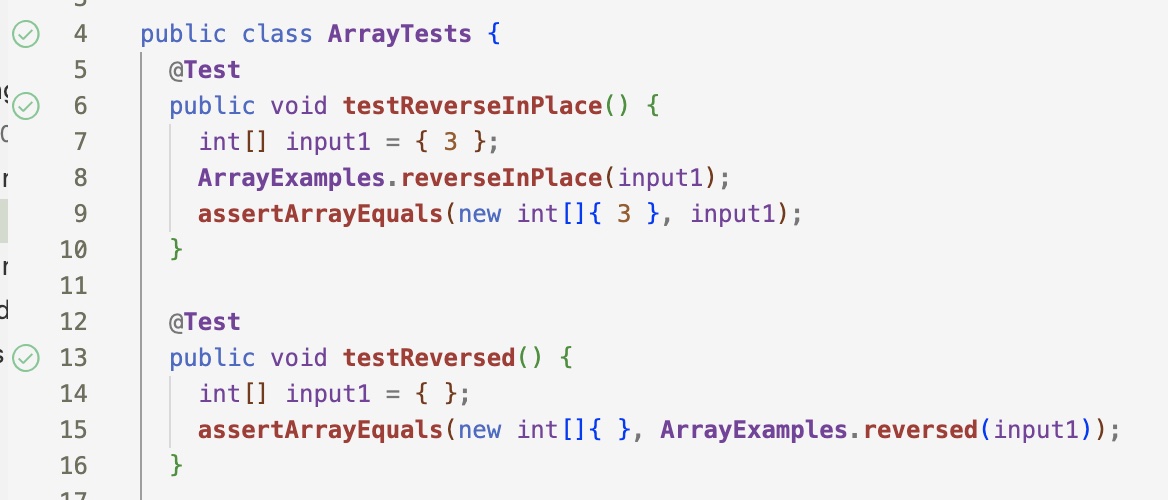 4 public class ArrayTests {
5 @Test
6 public void testReverseInPlace() {
7 int[] input1 = { 3 };
8 ArrayExamples.reverseInPlace(input1);
9 assertArrayEquals(new int[]{ 3 }, input1);
10 }
11
12 @Test
13 public void testReversed() {
14 int[] input1 = { };
15 assertArrayEquals(new int[]{ }, ArrayExamples.reversed(input1));
16 }
17